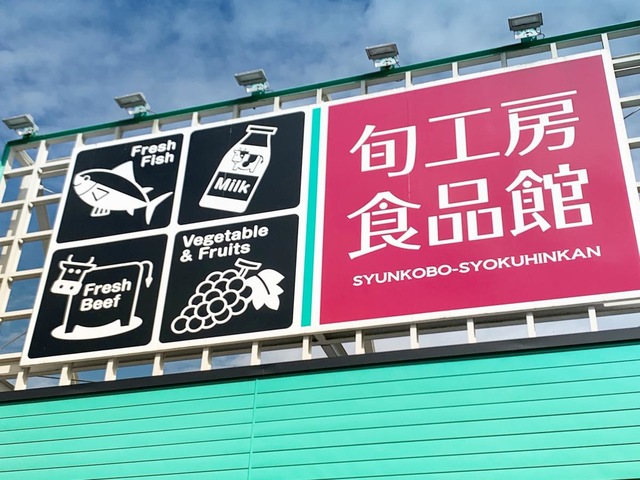 Fresh
Fish
Milk
Fresh
Beef
Vegetable
& Fruits
旬工房
食品館
SYUNKOBO-SYOKUHINKAN